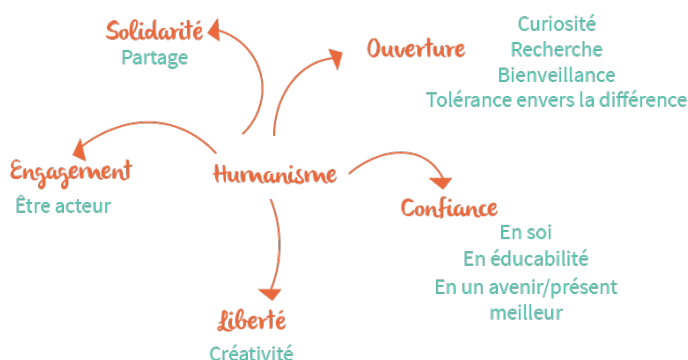 Solidarité
Partage
Ouverture
Curiosité
Recherche
Bienveillance
Tolérance envers la différence
Engagement
Être acteur
Humanisme
Confiance
En soi
En éducabilité
En un avenir/présent
meilleur
Liberté
Créativité